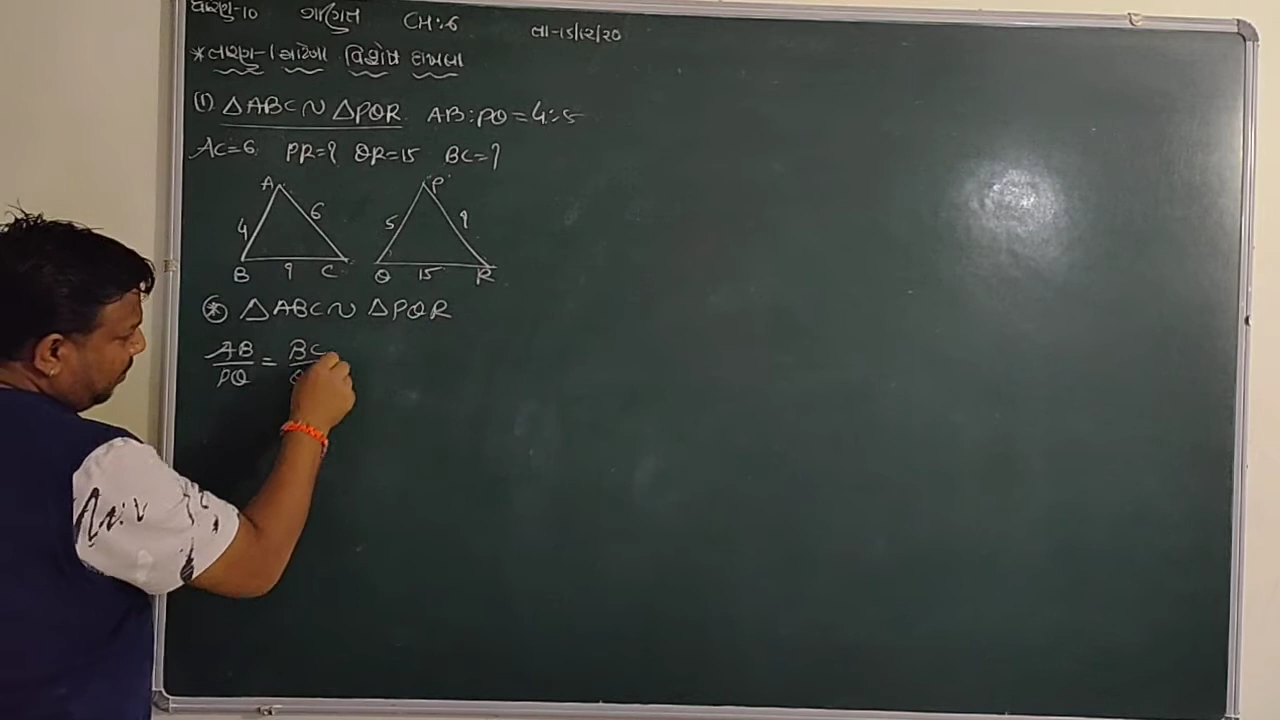 ધોરણ-10 ગણિત CH:6 તા-15/12/20
*લક્ષણ-1 માટેના વિશેષ દાખલા
(1) △ABC ~ △PQR. AB:PQ=4:5
AC=6. PR=? QR=15 BC=?
A P
4 6 5 ?
B ? C Q 15 R
* △ABC ~ △PQR
AB/PQ = BC